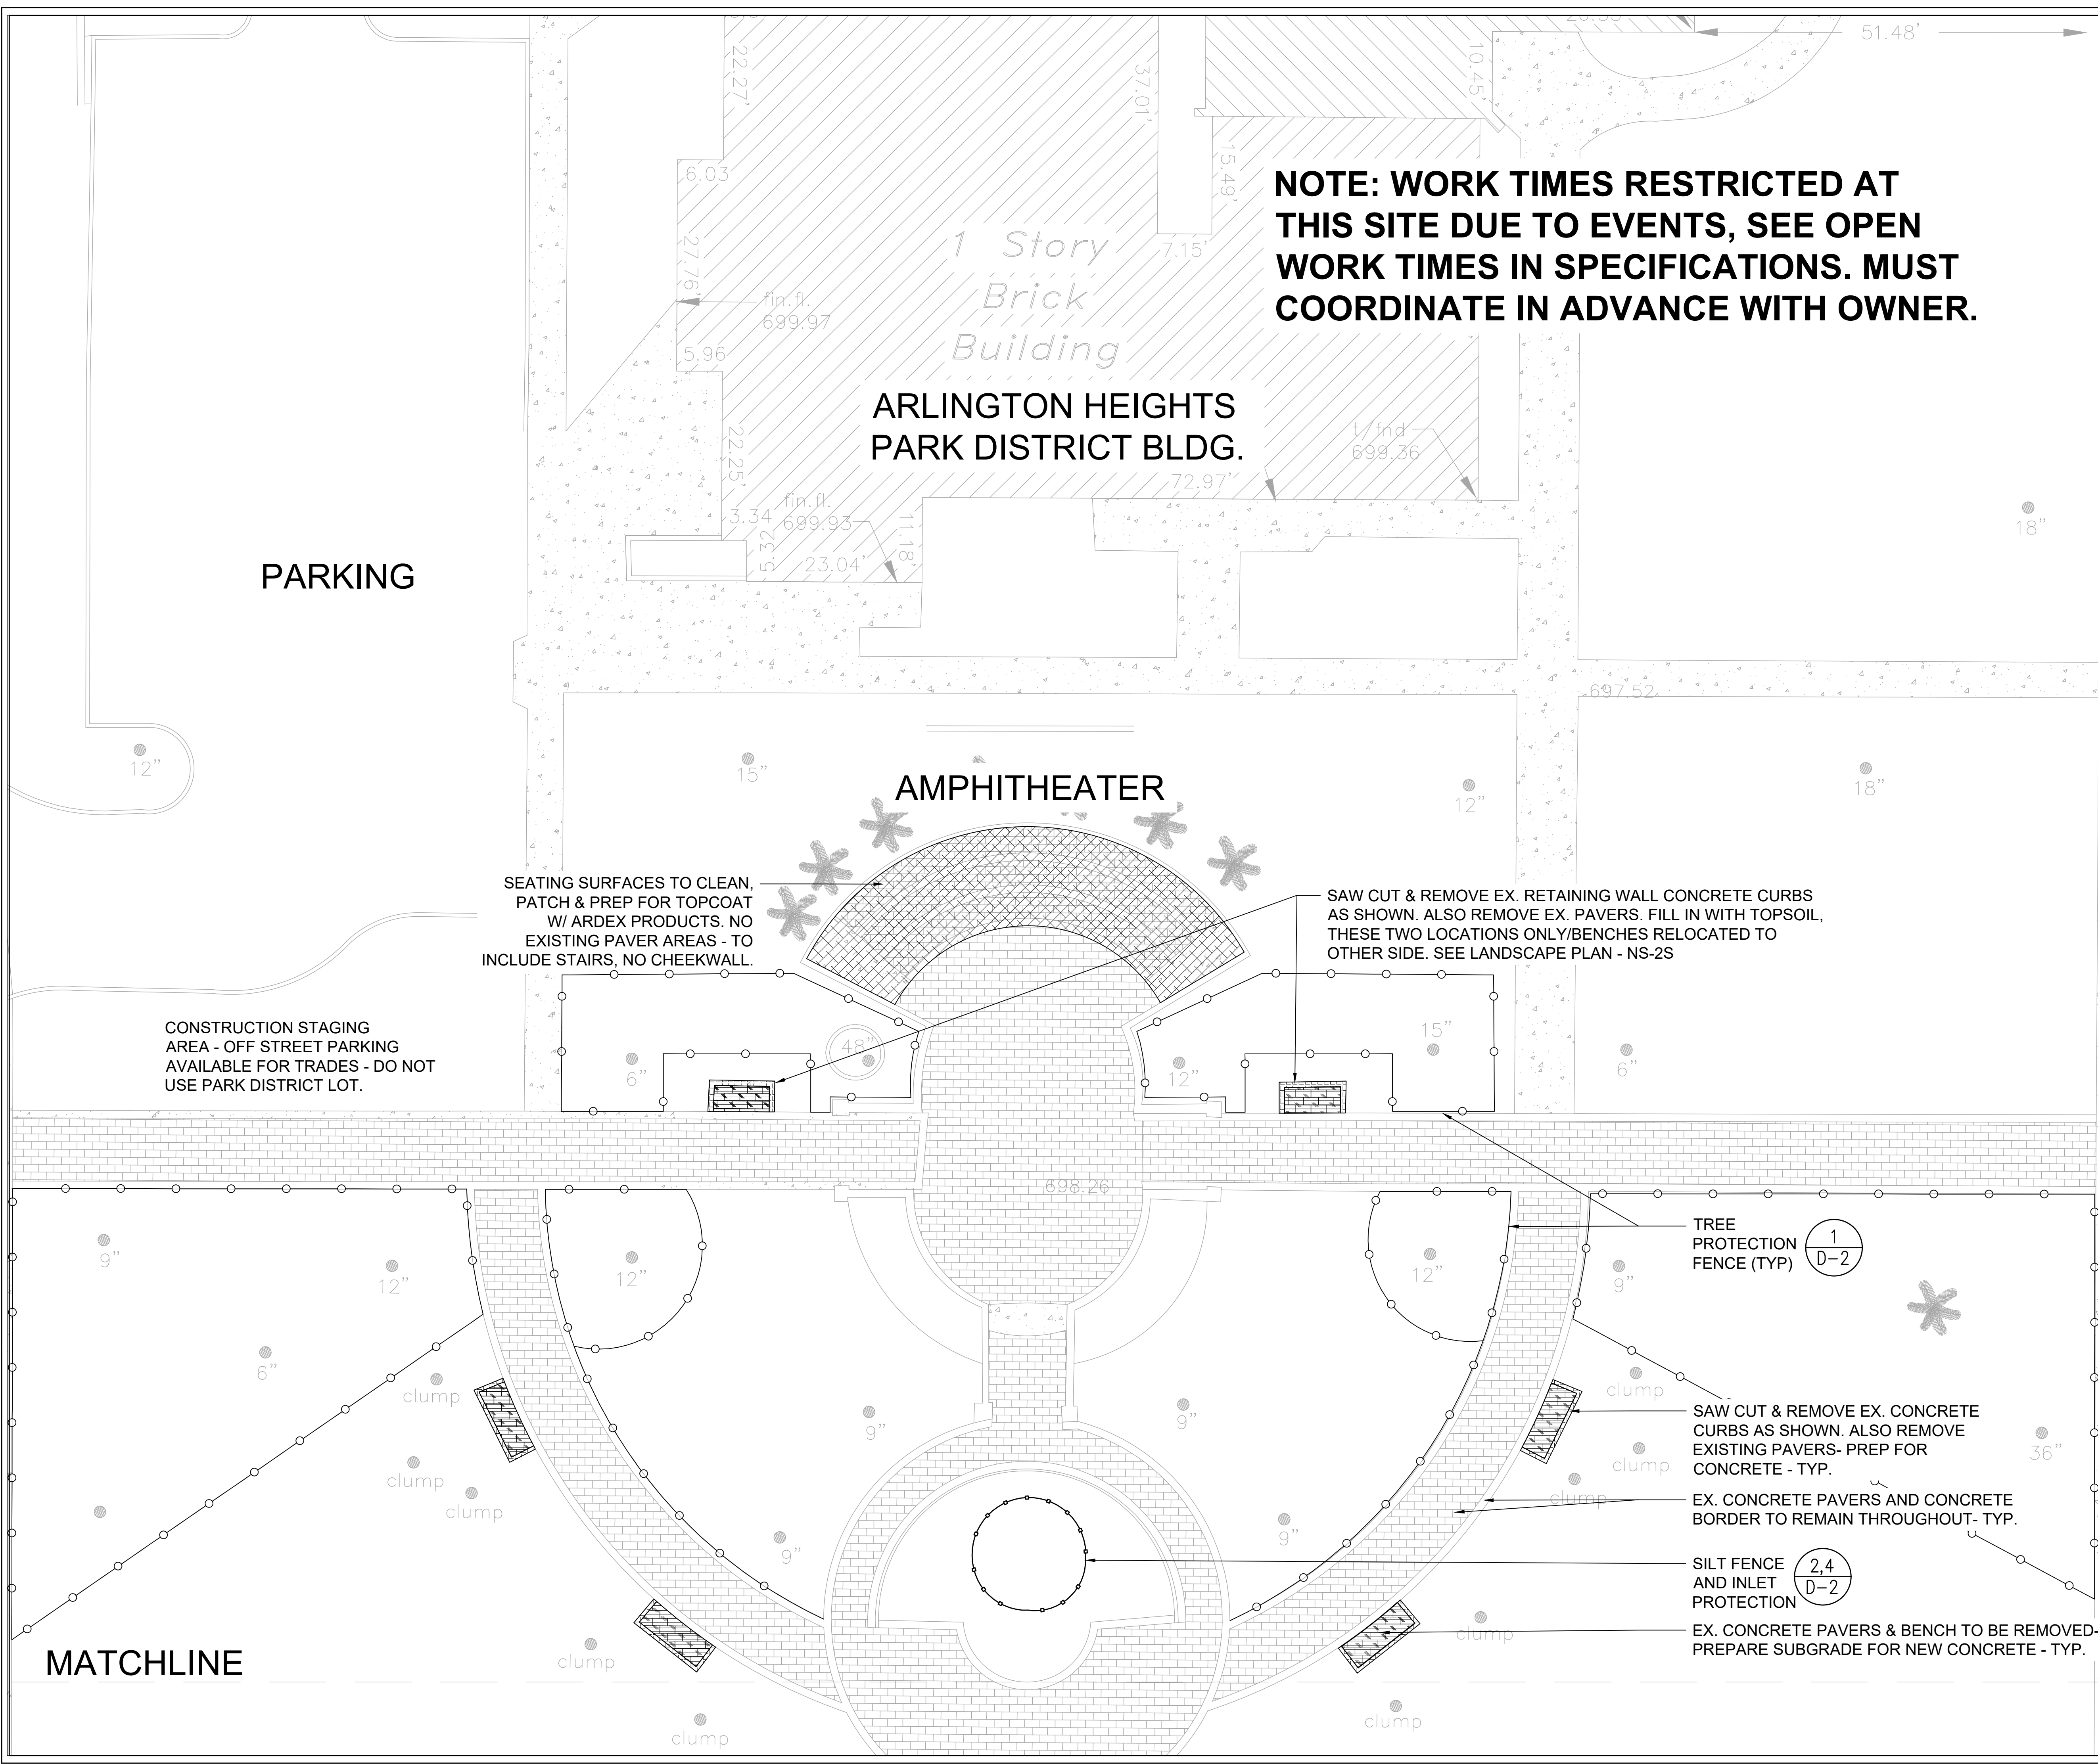 51.48'
22.27'
37.01'
10.45'
15.49'
6.03
7.15'
NOTE: WORK TIMES RESTRICTED AT
THIS SITE DUE TO EVENTS, SEE OPEN
WORK TIMES IN SPECIFICATIONS. MUST
COORDINATE IN ADVANCE WITH OWNER.
1 Story
Brick
Building
27.76'
fin.fl.
699.97
5.96
ARLINGTON HEIGHTS
PARK DISTRICT BLDG.
22.25'
t/fnd
699.36
72.97'
fin.fl.
699.93
3.34
11.18'
5.32
23.04'
18"
PARKING
697.52
12"
15"
AMPHITHEATER
12"
18"
SEATING SURFACES TO CLEAN,
PATCH & PREP FOR TOPCOAT
W/ ARDEX PRODUCTS. NO
EXISTING PAVER AREAS - TO
INCLUDE STAIRS, NO CHEEKWALL.
SAW CUT & REMOVE EX. RETAINING WALL CONCRETE CURBS
AS SHOWN. ALSO REMOVE EX. PAVERS. FILL IN WITH TOPSOIL,
THESE TWO LOCATIONS ONLY/BENCHES RELOCATED TO
OTHER SIDE. SEE LANDSCAPE PLAN - NS-2S
CONSTRUCTION STAGING
AREA - OFF STREET PARKING
AVAILABLE FOR TRADES - DO NOT
USE PARK DISTRICT LOT.
6"
48"
12"
15"
6"
698.26
9"
12"
12"
12"
9"
TREE
PROTECTION
FENCE (TYP)
1
D-2
6"
clump
clump
clump
9"
9"
clump
clump
clump
36"
SAW CUT & REMOVE EX. CONCRETE
CURBS AS SHOWN. ALSO REMOVE
EXISTING PAVERS- PREP FOR
CONCRETE - TYP.
EX. CONCRETE PAVERS AND CONCRETE
BORDER TO REMAIN THROUGHOUT- TYP.
9"
9"
SILT FENCE
AND INLET
PROTECTION
2,4
D-2
EX. CONCRETE PAVERS & BENCH TO BE REMOVED-
PREPARE SUBGRADE FOR NEW CONCRETE - TYP.
clump
clump
MATCHLINE
clump
clump